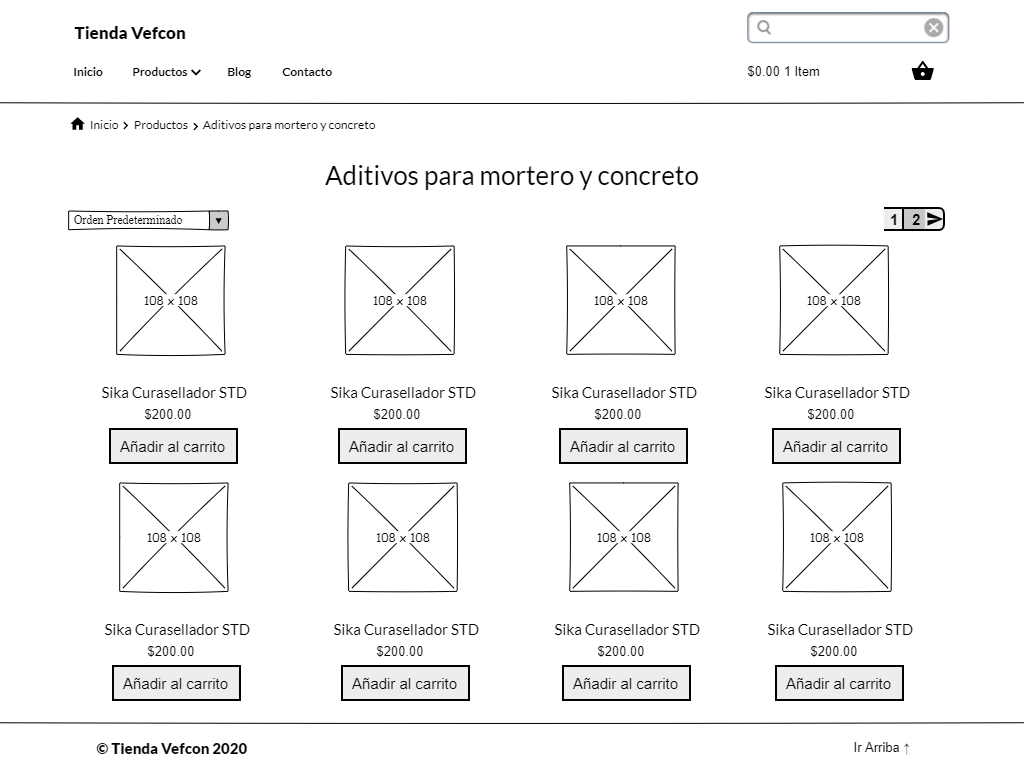 Tienda Vefcon
Inicio Productos Blog Contacto
$0.00 1 Item
Inicio Productos Aditivos para mortero y concreto
Aditivos para mortero y concreto
Orden Predeterminado 1 2
108 x 108 108 x 108 108 x 108 108 x 108
Sika Curasellador STD Sika Curasellador STD Sika Curasellador STD Sika Curasellador STD
$200.00 $200.00 $200.00 $200.00
Añadir al carrito Añadir al carrito Añadir al carrito Añadir al carrito
108 x 108 108 x 108 108 x 108 108 x 108
Sika Curasellador STD Sika Curasellador STD Sika Curasellador STD Sika Curasellador STD
$200.00 $200.00 $200.00 $200.00
Añadir al carrito Añadir al carrito Añadir al carrito Añadir al carrito
© Tienda Vefcon 2020 Ir Arriba ↑